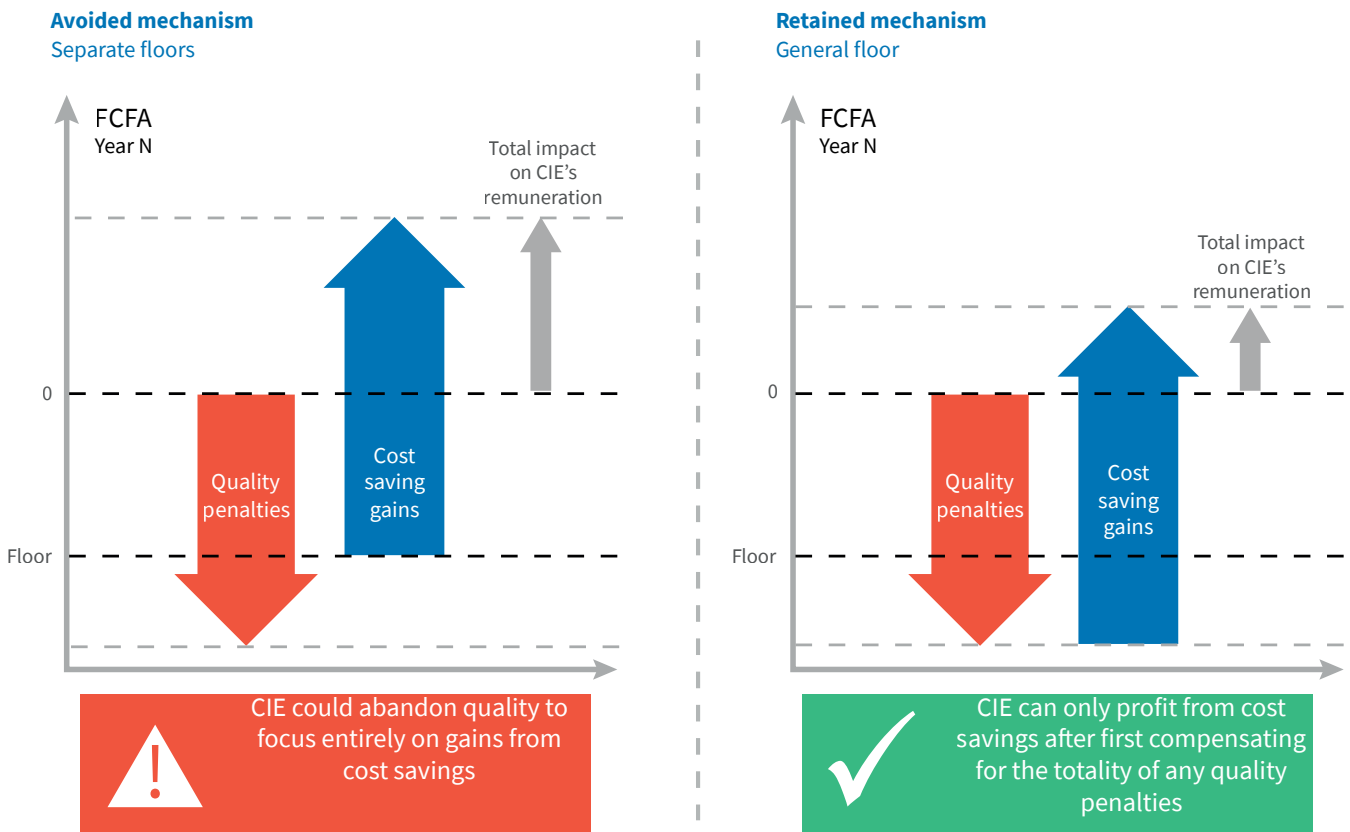 Avoided mechanism
Separate floors
FCFA
Year N
Total impact
on CIE's
remuneration
0
Quality
penalties
Cost
saving
gains
Floor
!
CIE could abandon quality to
focus entirely on gains from
cost savings
Retained mechanism
General floor
FCFA
Year N
Total impact
on CIE's
remuneration
0
Quality
penalties
Cost
saving
gains
Floor
CIE can only profit from cost
savings after first compensating
for the totality of any quality
penalties